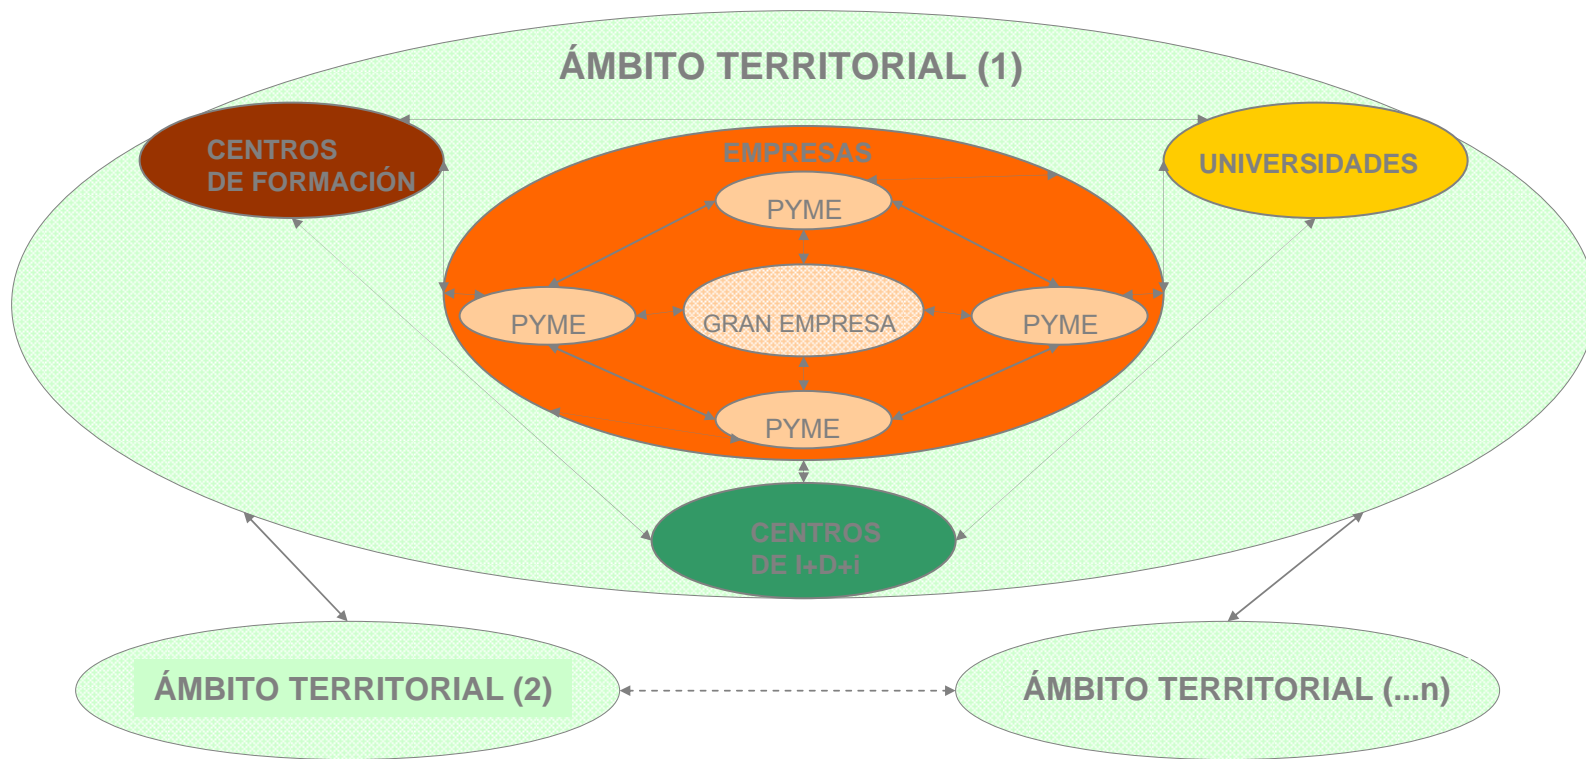 ÁMBITO TERRITORIAL (1)
CENTROS
DE FORMACIÓN
EMPRESAS
UNIVERSIDADES
PYME
PYME
GRAN EMPRESA
PYME
PYME
CENTROS
DE I+D+i
ÁMBITO TERRITORIAL (2)
ÁMBITO TERRITORIAL (...n)